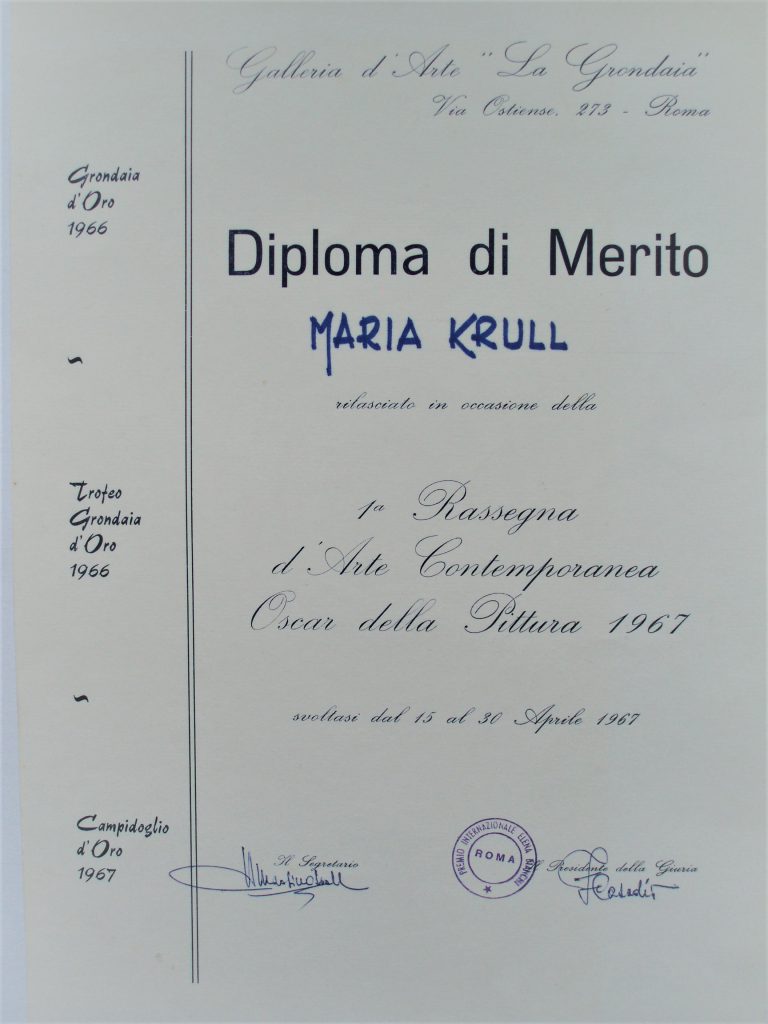 Galleria d'Arte "La Grondaia"
Via Ostiense, 273 - Roma
Grondaia
d'Oro
1966
~
Trofeo
Grondaia
d'Oro
1966
~
Campidoglio
d'Oro
1967
Diploma di Merito
MARIA KRULL
rilasciato in occasione della
1a Rassegna
d'Arte Contemporanea
Oscar della Pittura 1967
svoltasi dal 15 al 30 Aprile 1967
Il Segretario
PREMIO INTERNAZIONALE ELENA
ROMA
Il Presidente della Giuria